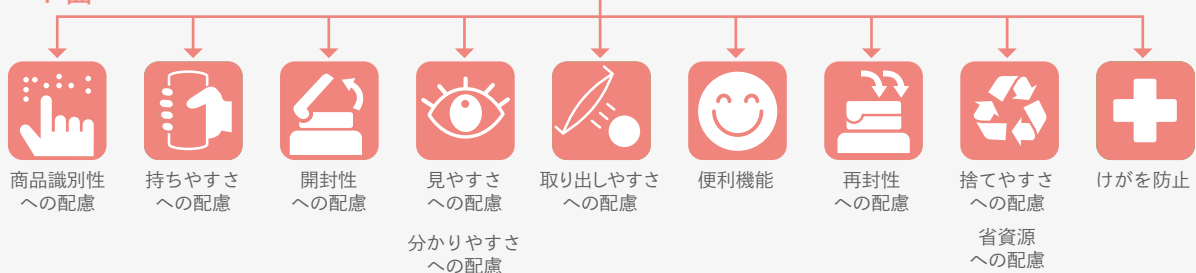 商品識別性
への配慮
持ちやすさ
への配慮
開封性
への配慮
見やすさ
への配慮
分かりやすさ
への配慮
取り出しやすさ
への配慮
便利機能
再封性
への配慮
捨てやすさ
への配慮
省資源
への配慮
けがを防止